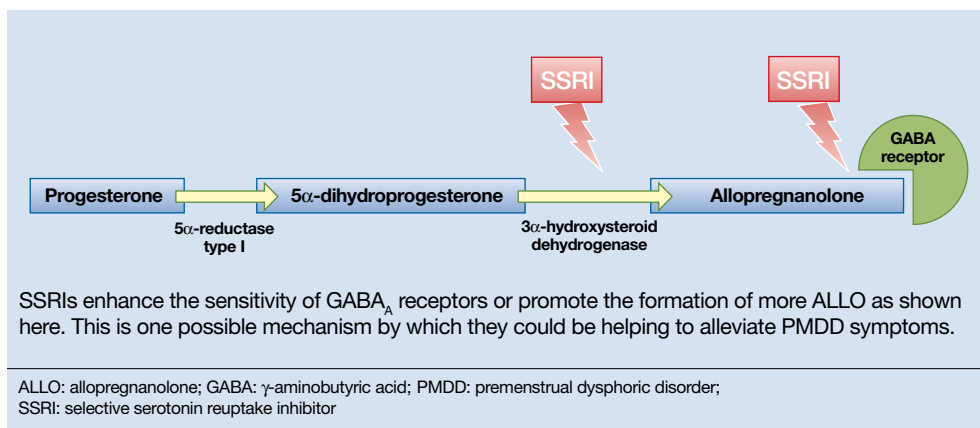 SSRI
SSRI
GABA
receptor
Progesterone
5α-dihydroprogesterone
Allopregnanolone
5α-reductase
type I
3α-hydroxysteroid
dehydrogenase
SSRIs enhance the sensitivity of GABA_A receptors or promote the formation of more ALLO as shown
here. This is one possible mechanism by which they could be helping to alleviate PMDD symptoms.
ALLO: allopregnanolone; GABA: γ-aminobutyric acid; PMDD: premenstrual dysphoric disorder;
SSRI: selective serotonin reuptake inhibitor